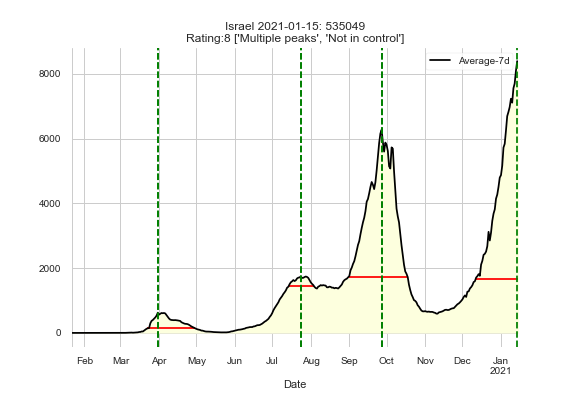 Israel 2021-01-15: 535049
Rating:8 ['Multiple peaks', 'Not in control']
Average-7d
8000
6000
4000
2000
0
Feb Mar Apr May Jun Jul Aug Sep Oct Nov Dec Jan
2021
Date